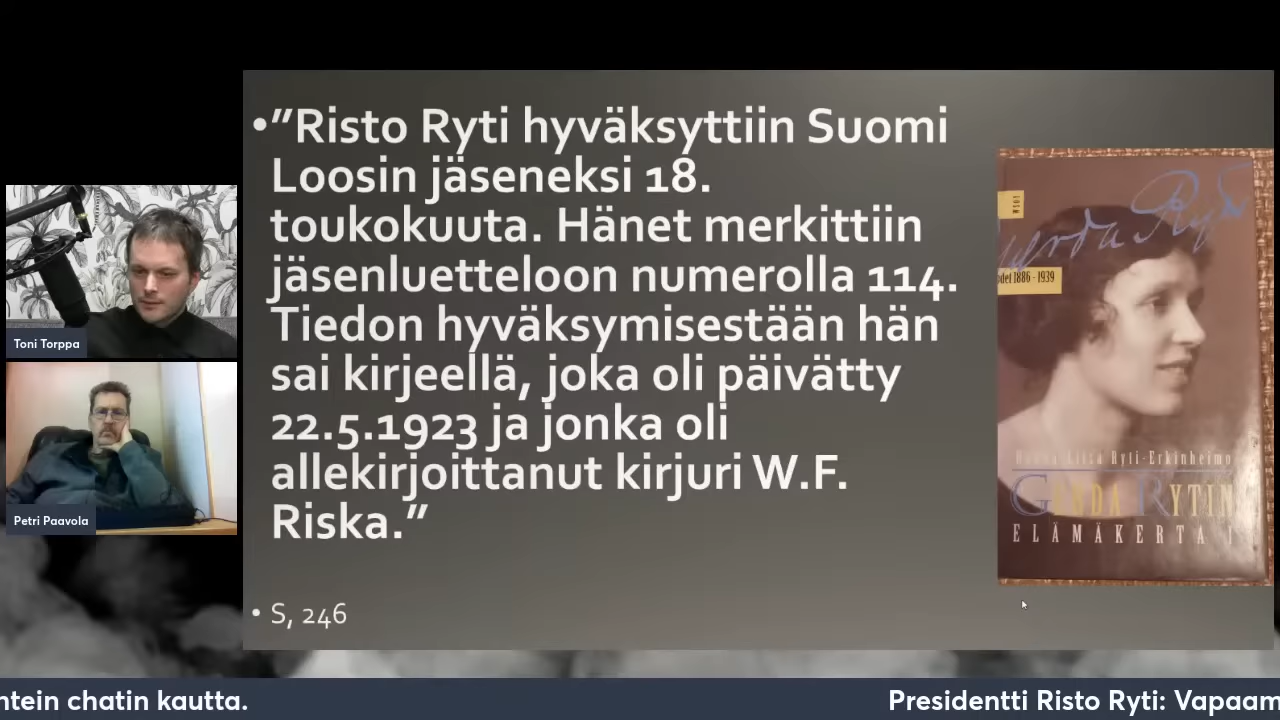 •”Risto Ryti hyväksyttiin Suomi
Loosin jäseneksi 18.
toukokuuta. Hänet merkittiin
jäsenluetteloon numerolla 114.
Tiedon hyväksymisestään hän
sai kirjeellä, joka oli päivätty
22.5.1923 ja jonka oli
allekirjoittanut kirjuri W.F.
Riska.”
• S, 246
Toni Torppa
Petri Paavola
1886 - 1939
Ryti-Erkinheimo
GERDA RYTIN
ELÄMÄKERTA I
ntein chatin kautta.
Presidentti Risto Ryti: Vapaam